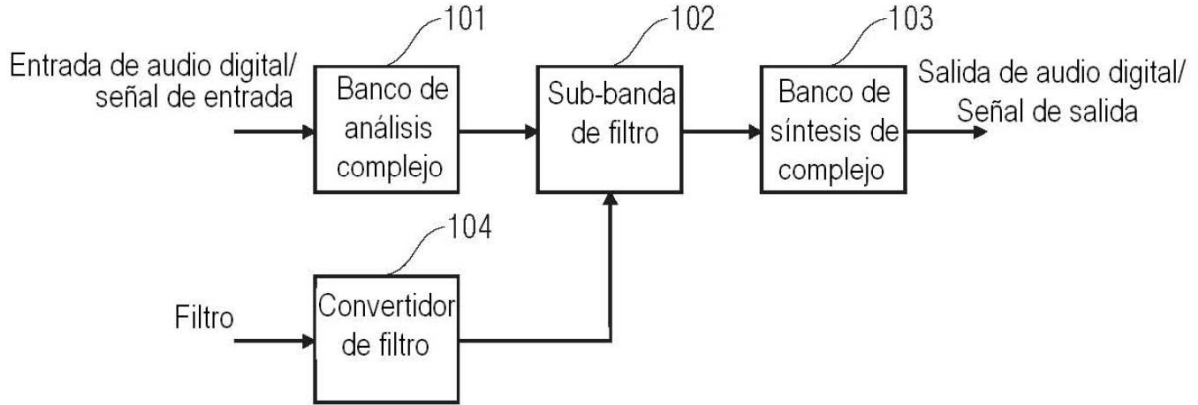 101
102
103
Entrada de audio digital/
señal de entrada
Banco de
análisis
complejo
Sub-banda
de filtro
Banco de
síntesis de
complejo
Salida de audio digital/
Señal de salida
104
Filtro
Convertidor
de filtro